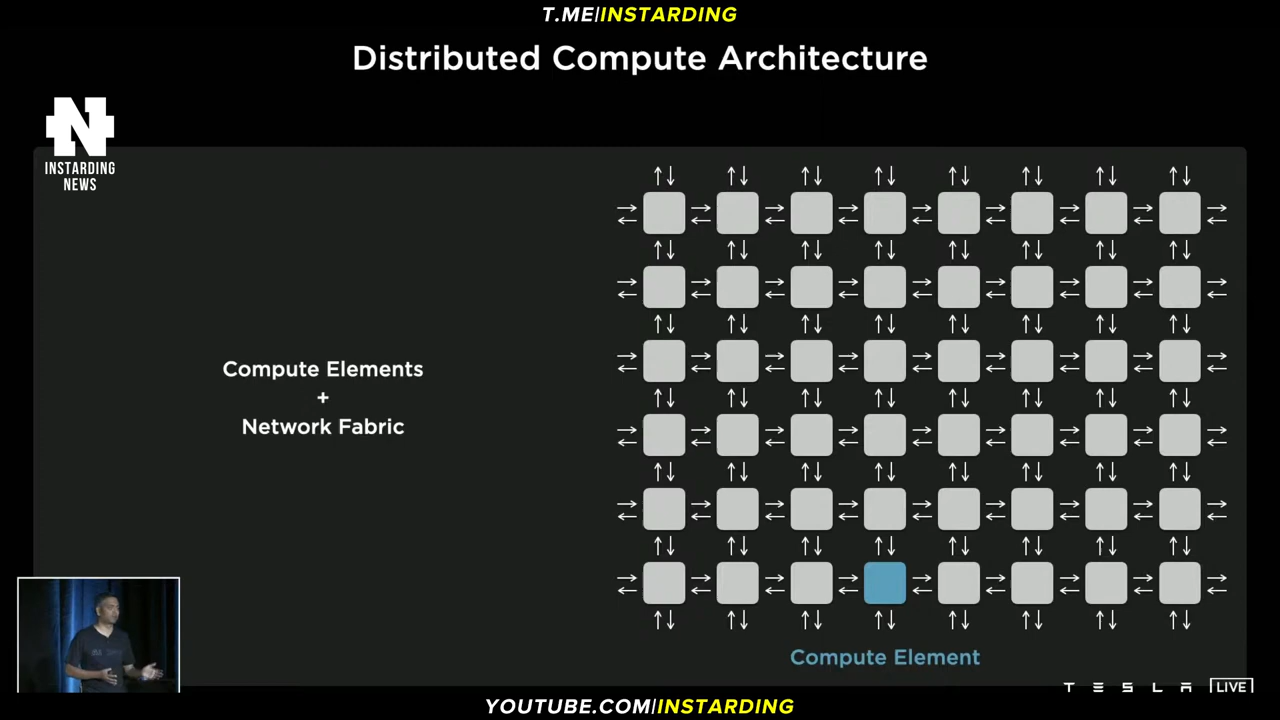 T.ME|INSTARDING
Distributed Compute Architecture
N
INSTARDING
NEWS
Compute Elements
+
Network Fabric
Compute Element
TESLA LIVE
YOUTUBE.COM|INSTARDING